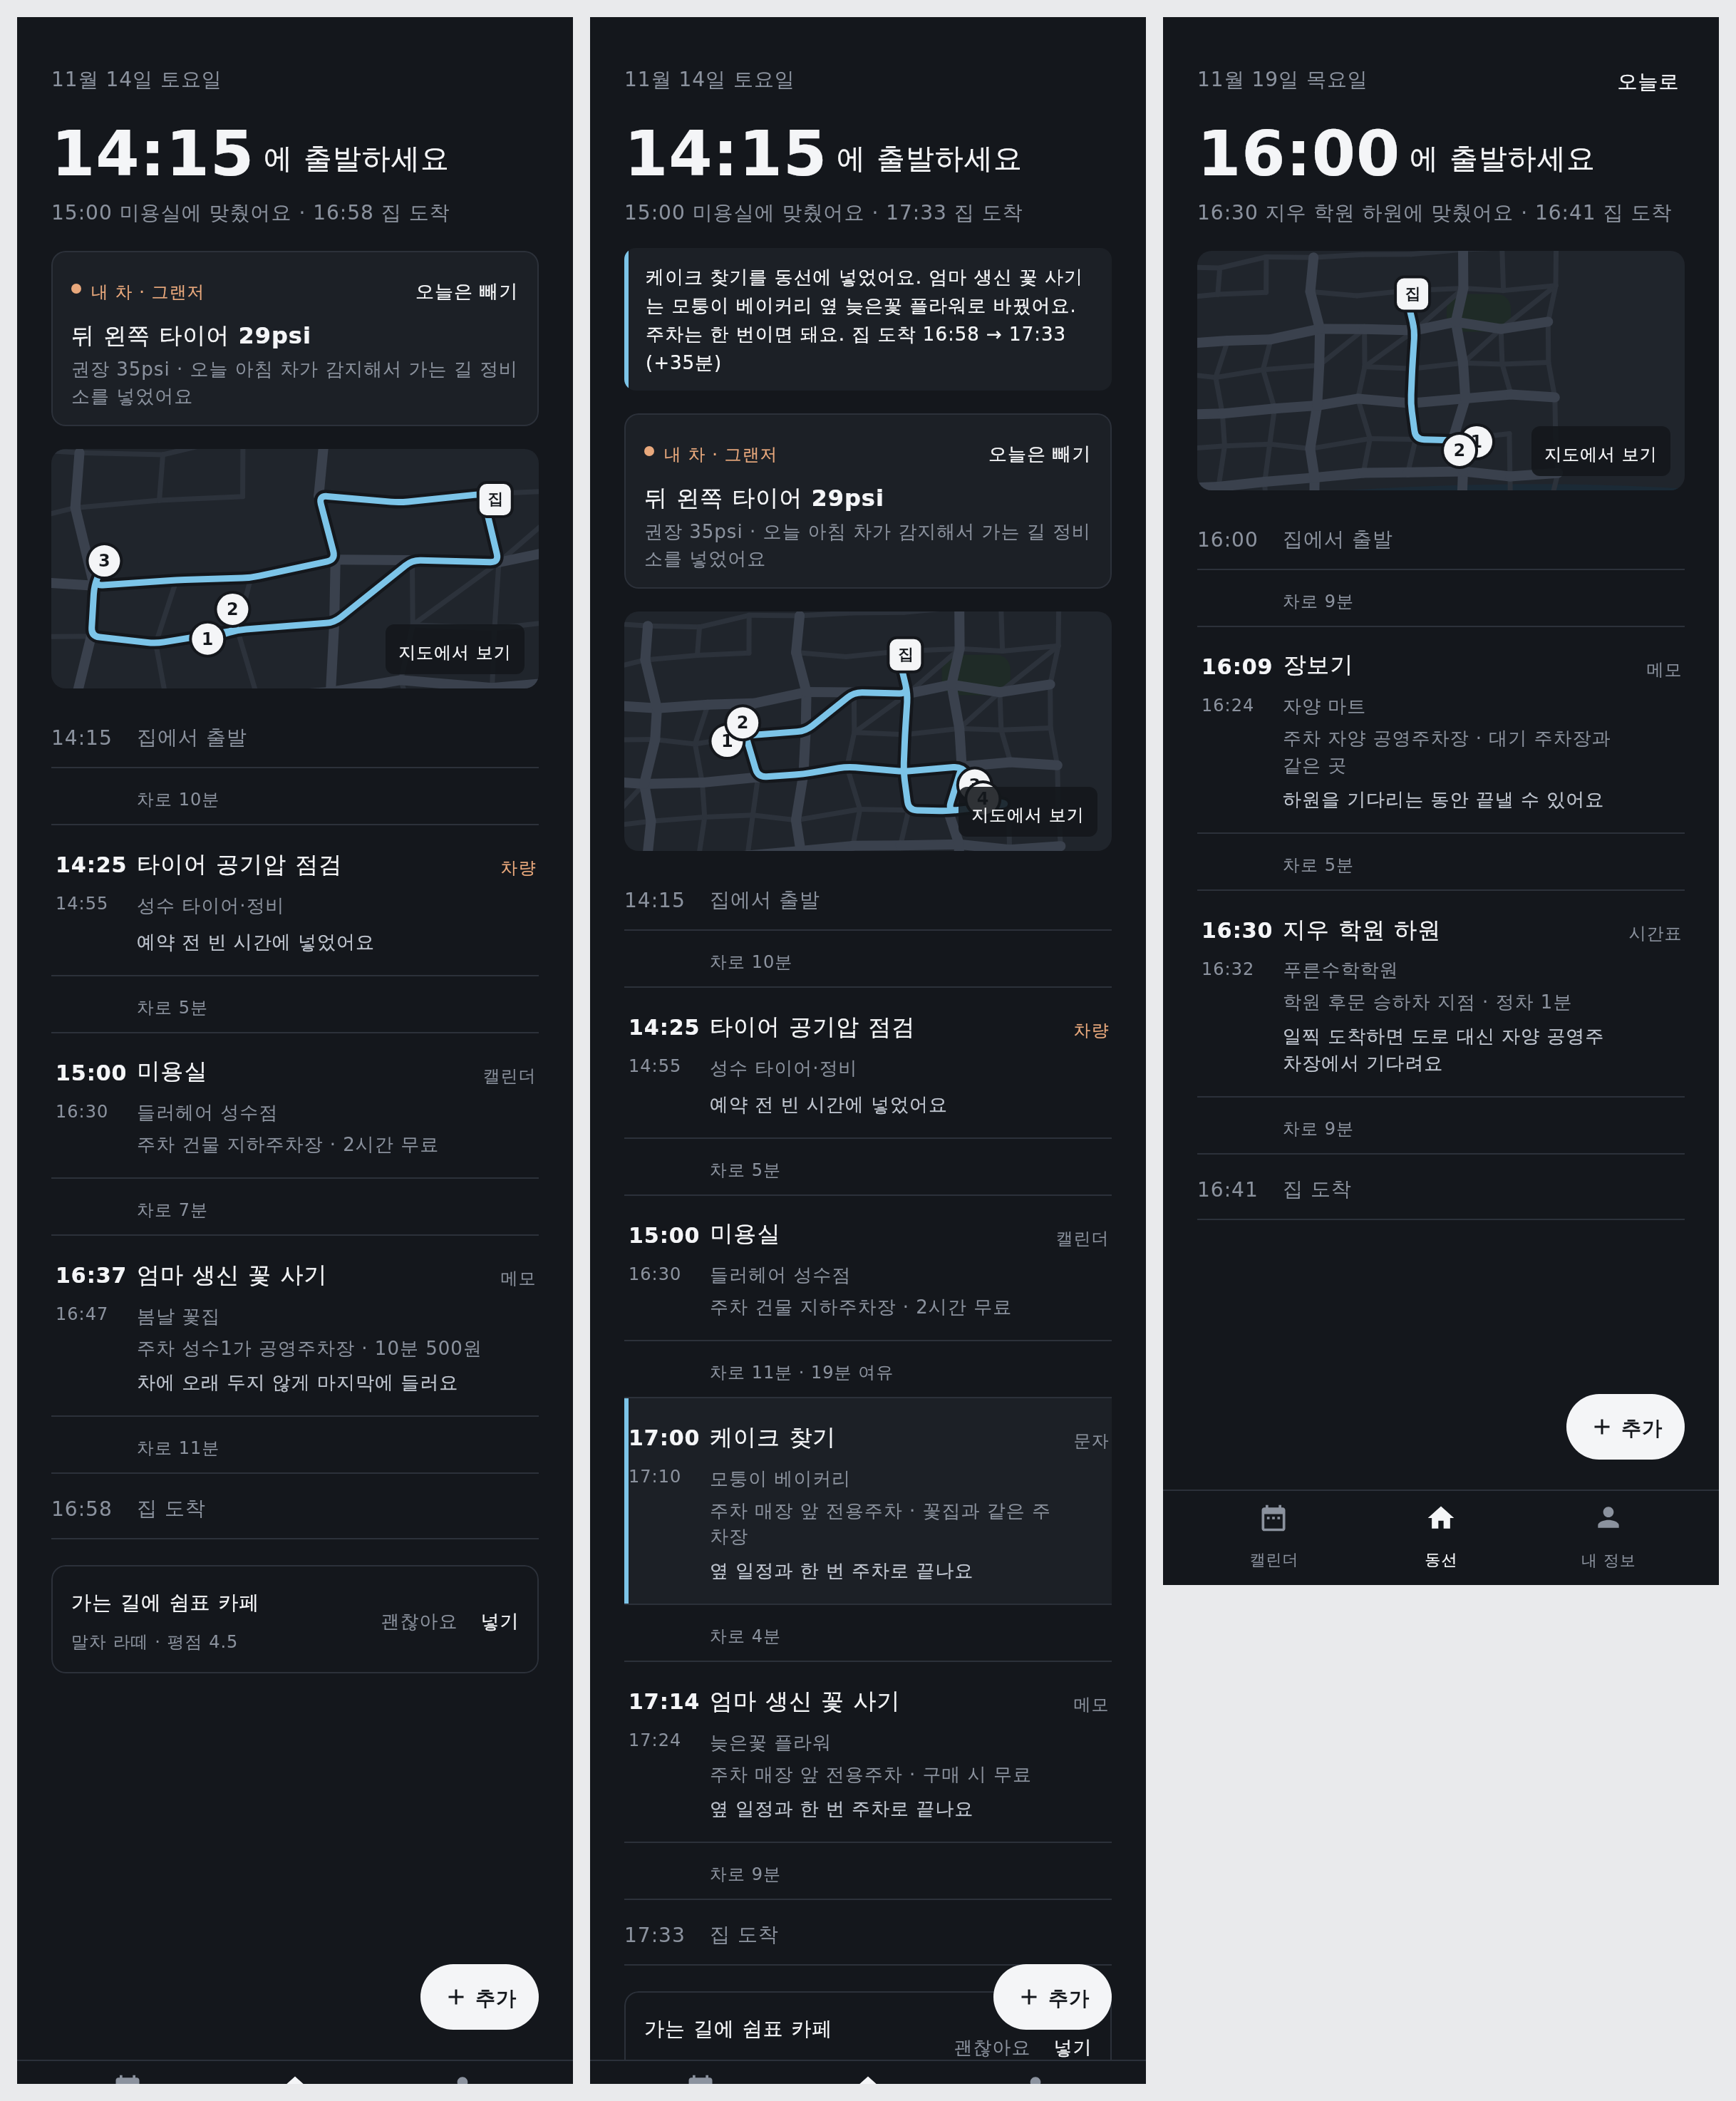 11월 14일 토요일
14:15 에 출발하세요
15:00 미용실에 맞췄어요 · 16:58 집 도착
내 차 · 그랜저
오늘은 빼기
뒤 왼쪽 타이어 29psi
권장 35psi · 오늘 아침 차가 감지해서 가는 길 정비
소를 넣었어요
집
3
2
1
지도에서 보기
14:15 집에서 출발
차로 10분
14:25 타이어 공기압 점검 차량
14:55 성수 타이어·정비
예약 전 빈 시간에 넣었어요
차로 5분
15:00 미용실 캘린더
16:30 들러헤어 성수점
주차 건물 지하주차장 · 2시간 무료
차로 7분
16:37 엄마 생신 꽃 사기 메모
16:47 봄날 꽃집
주차 성수1가 공영주차장 · 10분 500원
차에 오래 두지 않게 마지막에 들러요
차로 11분
16:58 집 도착
가는 길에 쉼표 카페
말차 라떼 · 평점 4.5
괜찮아요 넣기
+ 추가
11월 14일 토요일
14:15 에 출발하세요
15:00 미용실에 맞췄어요 · 17:33 집 도착
케이크 찾기를 동선에 넣었어요. 엄마 생신 꽃 사기
는 모퉁이 베이커리 옆 늦은꽃 플라워로 바꿨어요.
주차는 한 번이면 돼요. 집 도착 16:58 → 17:33
(+35분)
내 차 · 그랜저
오늘은 빼기
뒤 왼쪽 타이어 29psi
권장 35psi · 오늘 아침 차가 감지해서 가는 길 정비
소를 넣었어요
집
2
1
3
4
지도에서 보기
14:15 집에서 출발
차로 10분
14:25 타이어 공기압 점검 차량
14:55 성수 타이어·정비
예약 전 빈 시간에 넣었어요
차로 5분
15:00 미용실 캘린더
16:30 들러헤어 성수점
주차 건물 지하주차장 · 2시간 무료
차로 11분 · 19분 여유
17:00 케이크 찾기 문자
17:10 모퉁이 베이커리
주차 매장 앞 전용주차 · 꽃집과 같은 주
차장
옆 일정과 한 번 주차로 끝나요
차로 4분
17:14 엄마 생신 꽃 사기 메모
17:24 늦은꽃 플라워
주차 매장 앞 전용주차 · 구매 시 무료
옆 일정과 한 번 주차로 끝나요
차로 9분
17:33 집 도착
+ 추가
가는 길에 쉼표 카페
괜찮아요 넣기
11월 19일 목요일
오늘로
16:00 에 출발하세요
16:30 지우 학원 하원에 맞췄어요 · 16:41 집 도착
집
1
2
지도에서 보기
16:00 집에서 출발
차로 9분
16:09 장보기 메모
16:24 자양 마트
주차 자양 공영주차장 · 대기 주차장과
같은 곳
하원을 기다리는 동안 끝낼 수 있어요
차로 5분
16:30 지우 학원 하원 시간표
16:32 푸른수학학원
학원 후문 승하차 지점 · 정차 1분
일찍 도착하면 도로 대신 자양 공영주
차장에서 기다려요
차로 9분
16:41 집 도착
+ 추가
캘린더
동선
내 정보